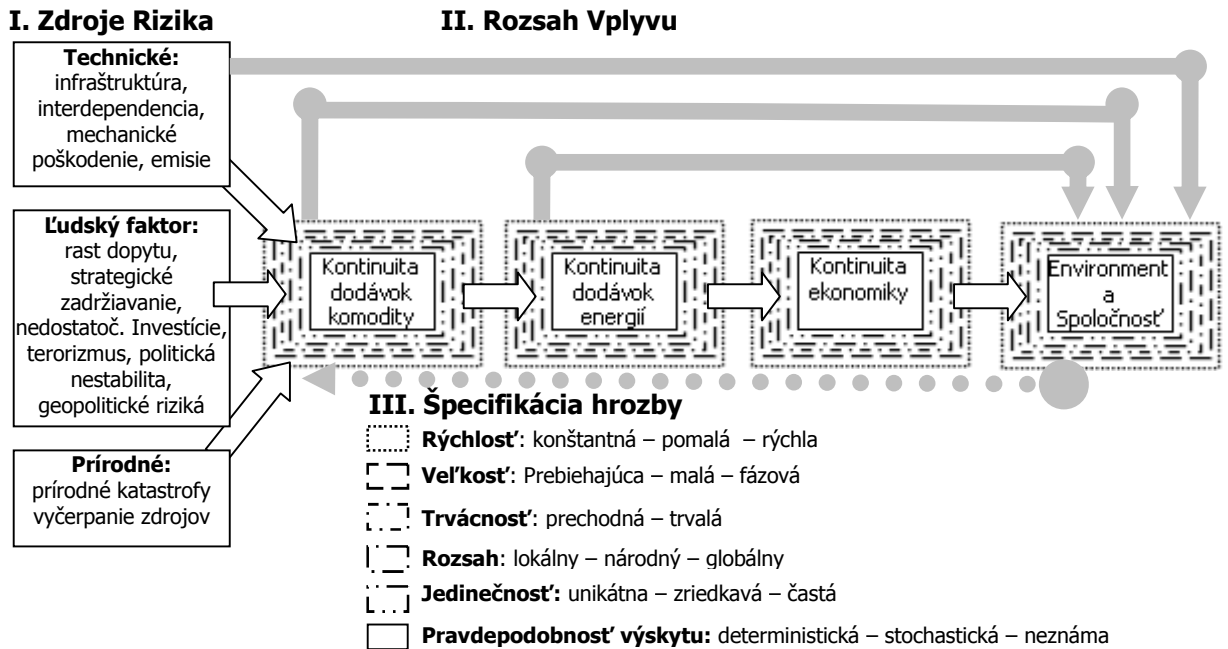 I. Zdroje Rizika
II. Rozsah Vplyvu
Technické:
infraštruktúra,
interdependencia,
mechanické
poškodenie, emisie
Ľudský faktor:
rast dopytu,
strategické
zadržiavanie,
nedostatoč. Investície,
terorizmus, politická
nestabilita,
geopolitické riziká
Prírodné:
prírodné katastrofy
vyčerpanie zdrojov
Kontinuita
dodávok
komodity
Kontinuita
dodávok
energií
Kontinuita
ekonomiky
Environment
a
Spoločnosť
III. Špecifikácia hrozby
Rýchlosť: konštantná – pomalá – rýchla
Veľkosť: Prebiehajúca – malá – fázová
Trvácnosť: prechodná – trvalá
Rozsah: lokálny – národný – globálny
Jedinečnosť: unikátna – zriedkavá – častá
Pravdepodobnosť výskytu: deterministická – stochastická – neznáma